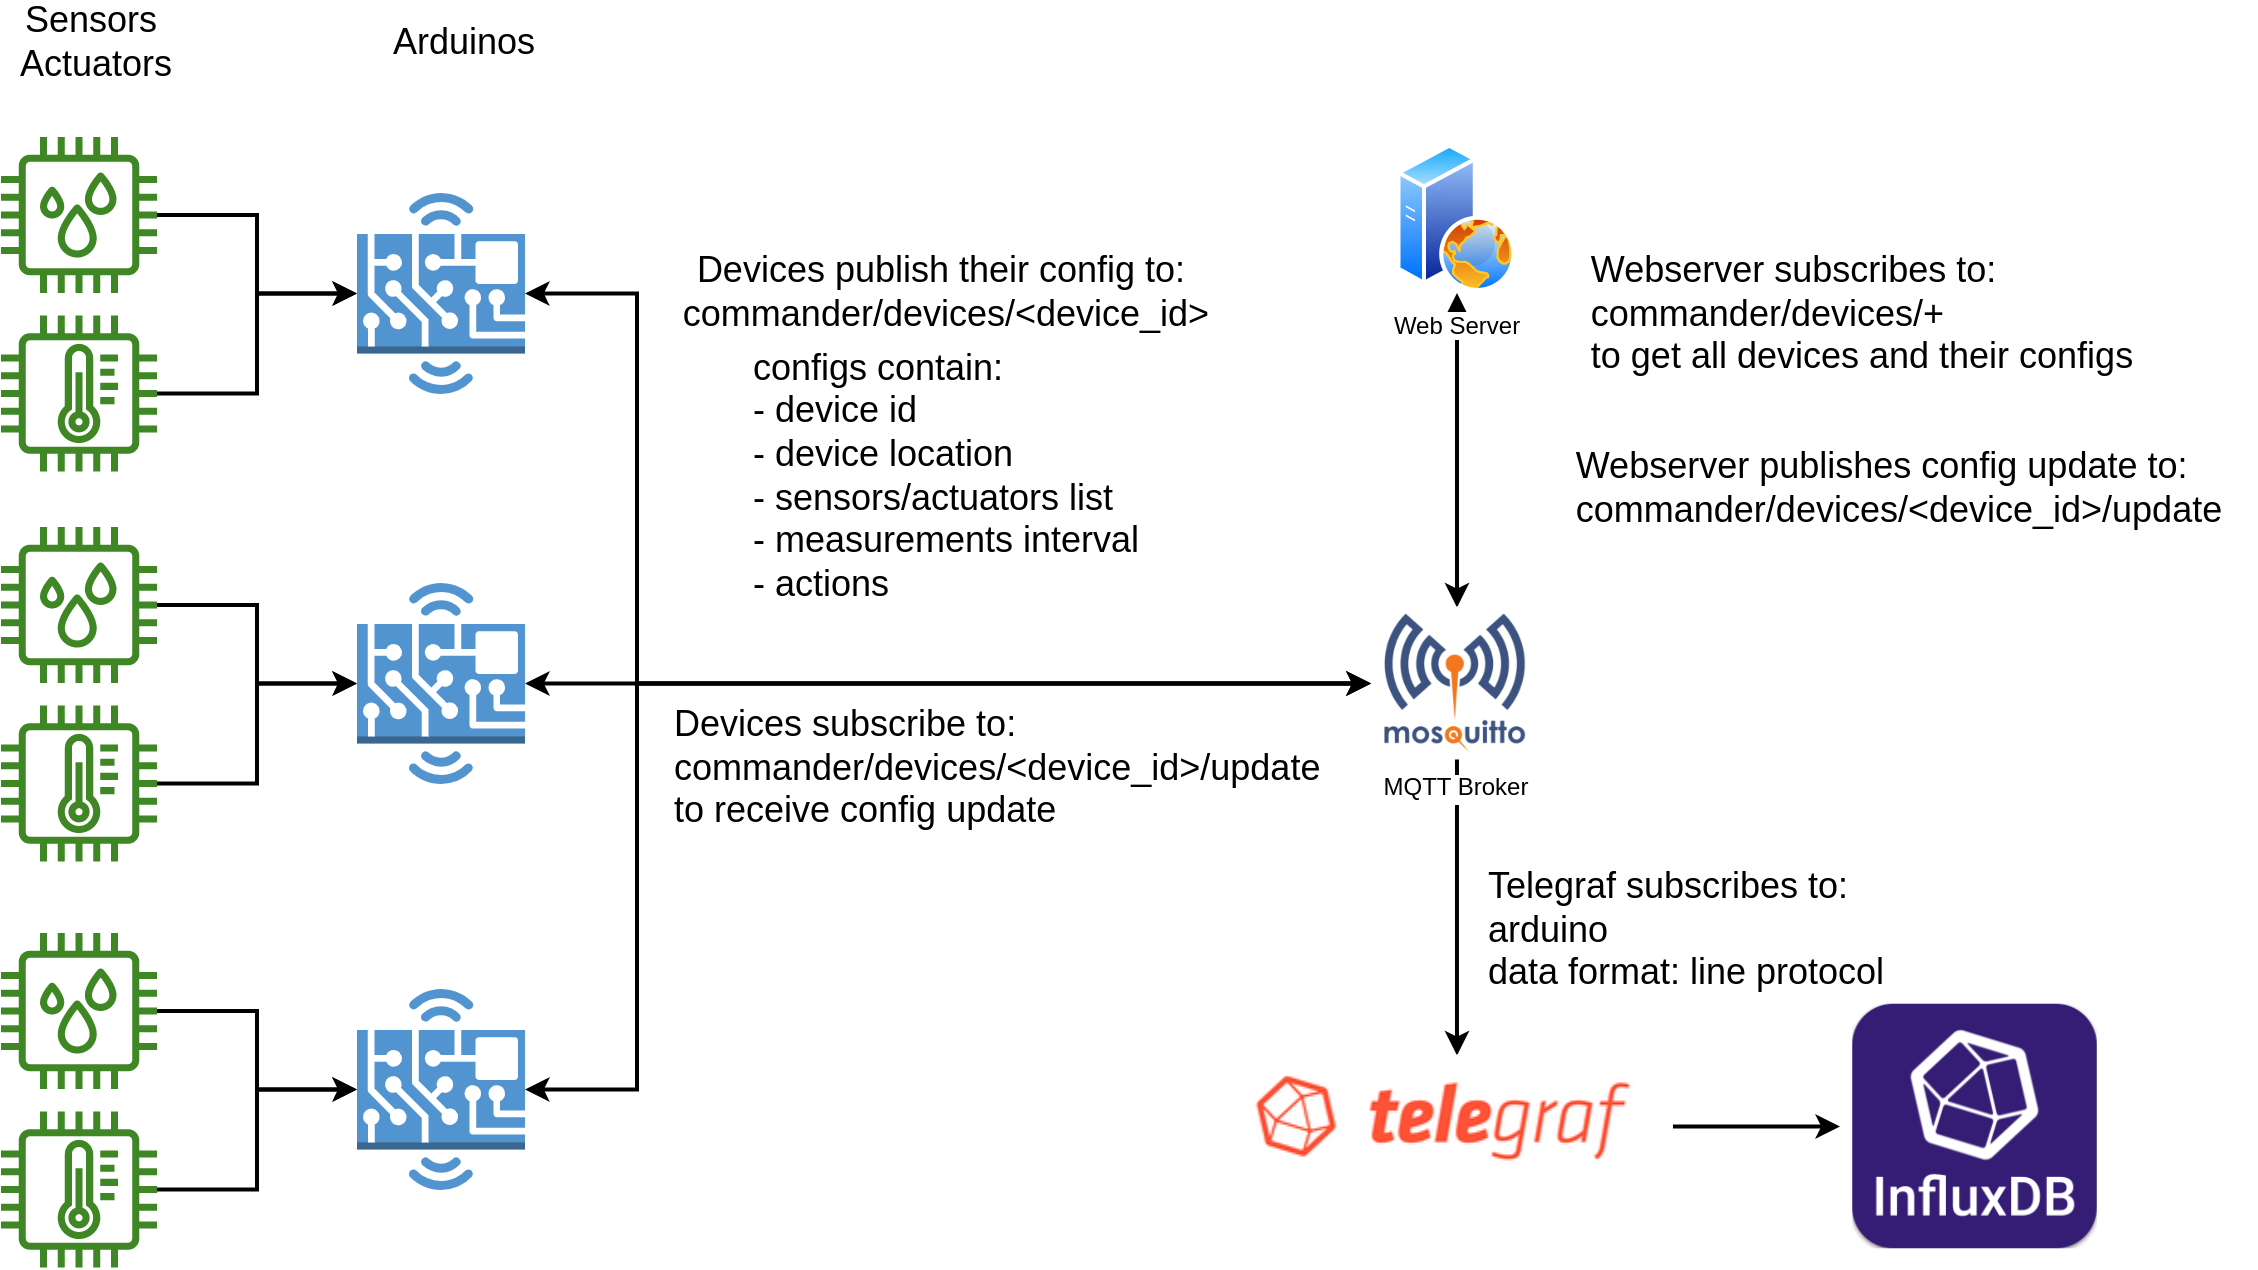 Sensors
Actuators
Arduinos
Devices publish their config to:
commander/devices/<device_id>
configs contain:
- device id
- device location
- sensors/actuators list
- measurements interval
- actions
Web Server
Webserver subscribes to:
commander/devices/+
to get all devices and their configs
Webserver publishes config update to:
commander/devices/<device_id>/update
Devices subscribe to:
commander/devices/<device_id>/update
to receive config update
mosquitto
MQTT Broker
Telegraf subscribes to:
arduino
data format: line protocol
telegraf
InfluxDB